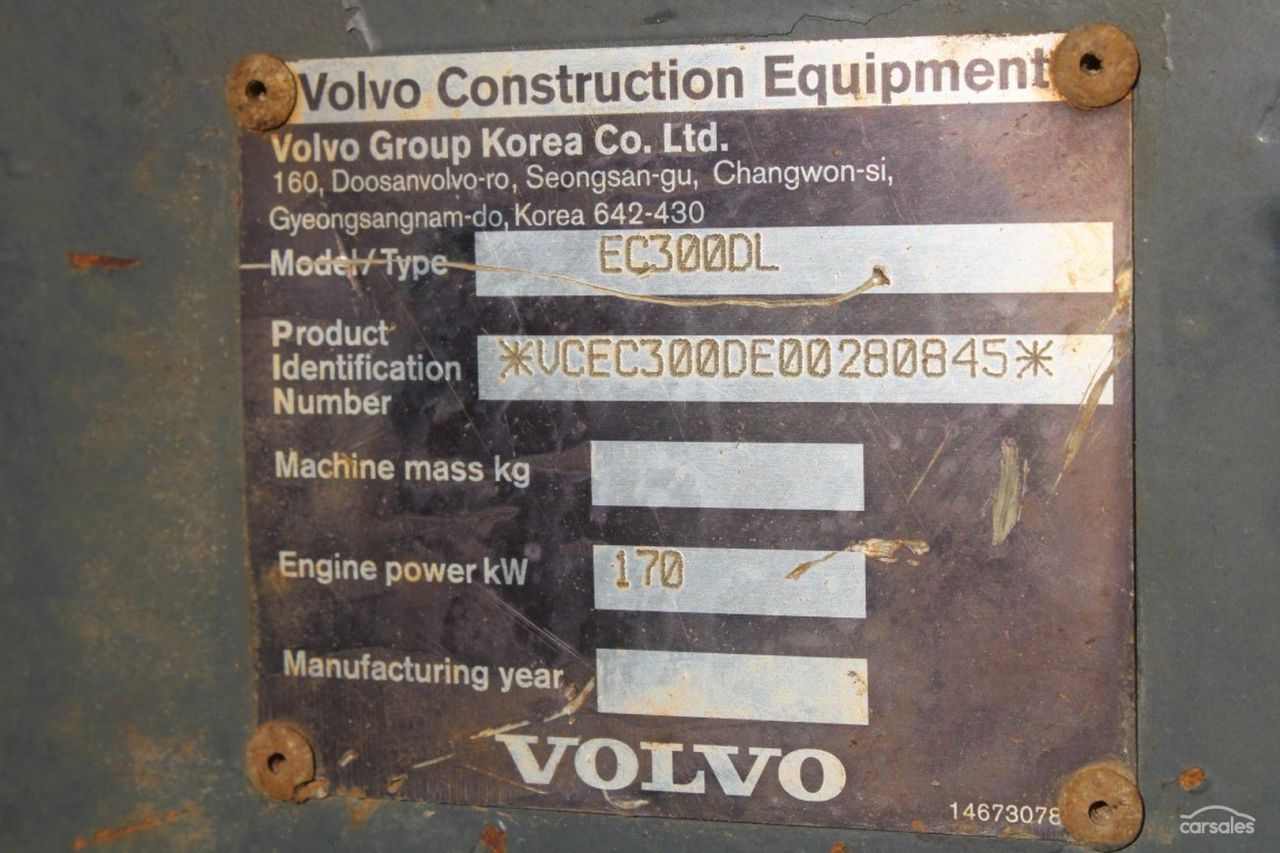 Volvo Construction Equipment
Volvo Group Korea Co. Ltd.
160, Doosanvolvo-ro, Seongsan-gu, Changwon-si,
Gyeongsangnam-do, Korea 642-430
Model/Type EC300DL
Product
Identification
Number
*VCEC300DE00280845*
Machine mass kg
Engine power kW 170
Manufacturing year
VOLVO
14673078
carsales